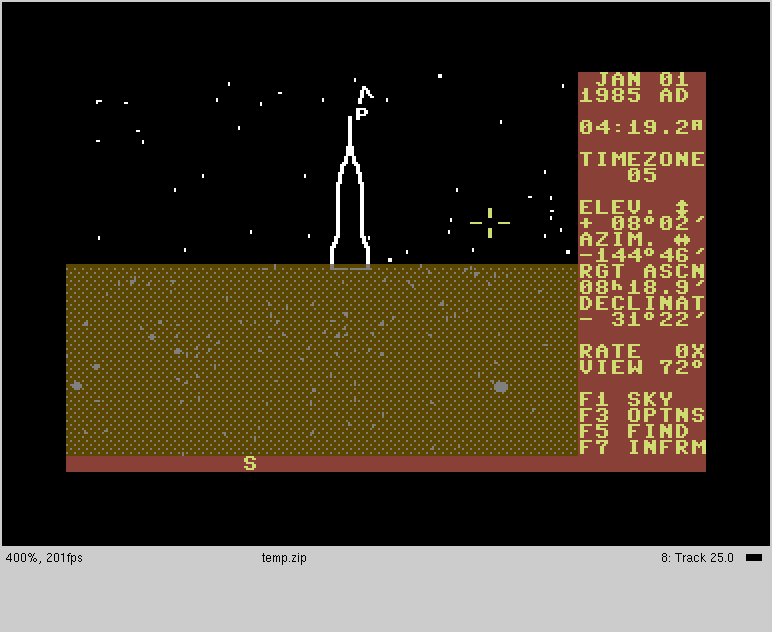 JAN 01
1985 AD
04:19.2ᴿ
TIMEZONE
05
ELEV. ↕
+ 08°02′
AZIM. ↔
-144°46′
RGT ASCN
08ʰ18.9′
DECLINAT
- 31°22′
RATE 0X
VIEW 72°
F1 SKY
F3 OPTNS
F5 FIND
F7 INFRM
P
S
400%, 201fps
temp.zip
8: Track 25.0